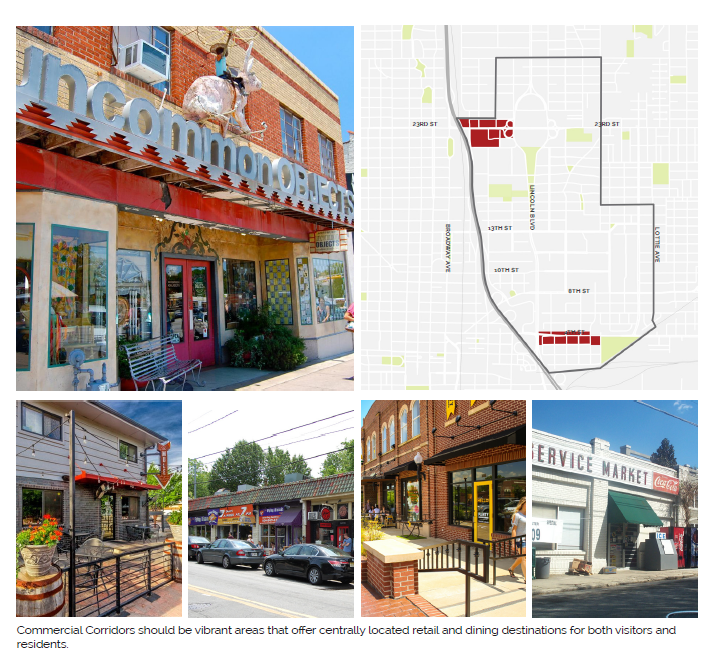 uncommon OBJECTS
OBJECTS
23RD ST
23RD ST
LINCOLN BLVD
13TH ST
BROADWAY AVE
LOTTIE AVE
10TH ST
8TH ST
SERVICE MARKET
Coca-Cola
ICE
09
Commercial Corridors should be vibrant areas that offer centrally located retail and dining destinations for both visitors and
residents.